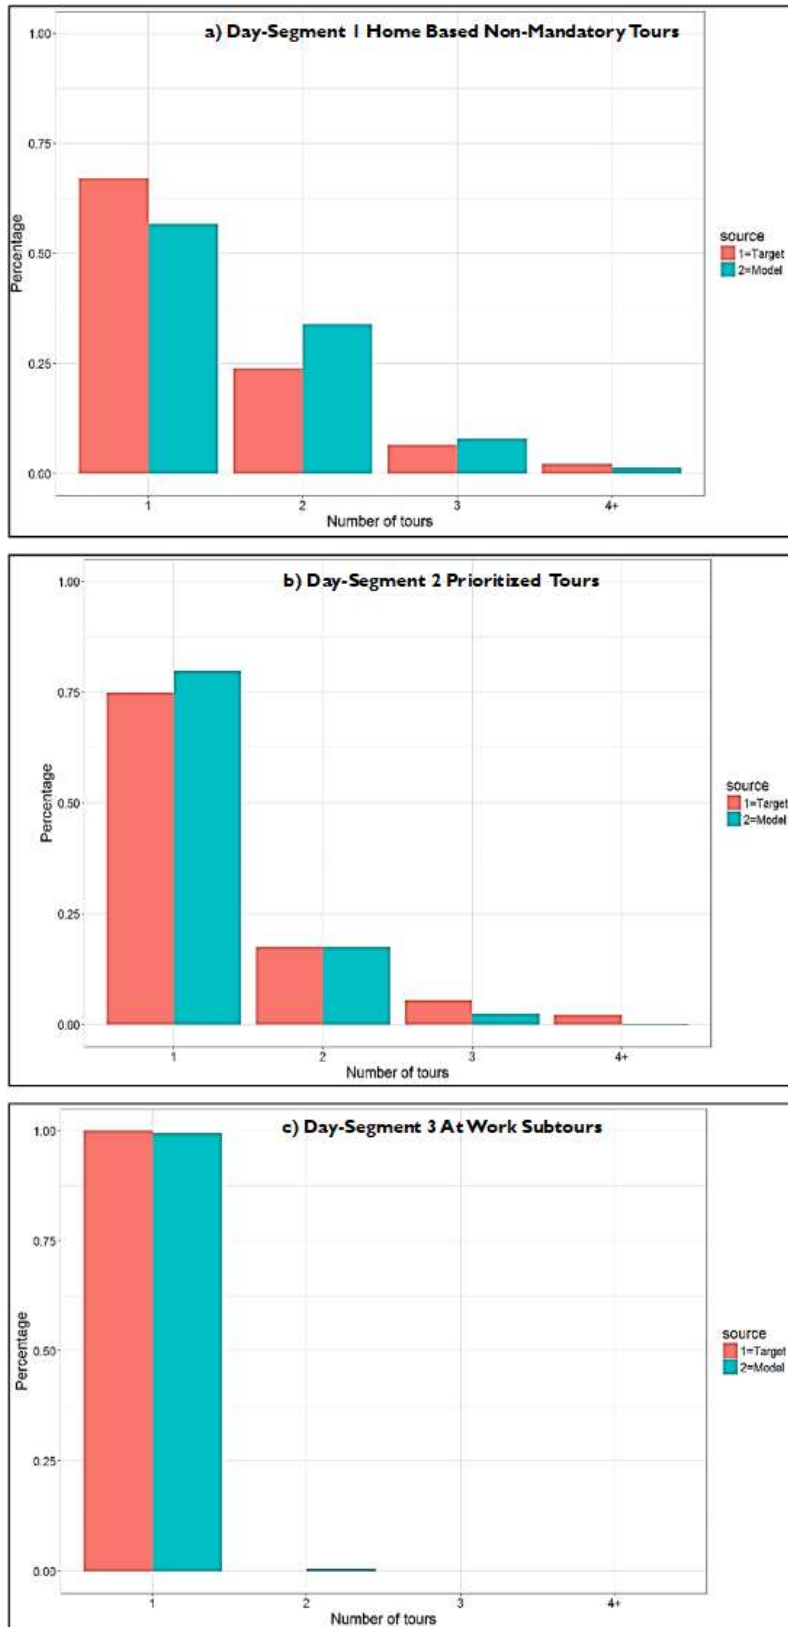 a) Day-Segment 1 Home Based Non-Mandatory Tours
1.00
0.75
0.50
0.25
0.00
Percentage
1
2
3
4+
Number of tours
source
1=Target
2=Model
b) Day-Segment 2 Prioritized Tours
1.00
0.75
0.50
0.25
0.00
Percentage
1
2
3
4+
Number of tours
source
1=Target
2=Model
c) Day-Segment 3 At Work Subtours
1.00
0.75
0.50
0.25
0.00
Percentage
1
2
3
4+
Number of tours
source
1=Target
2=Model